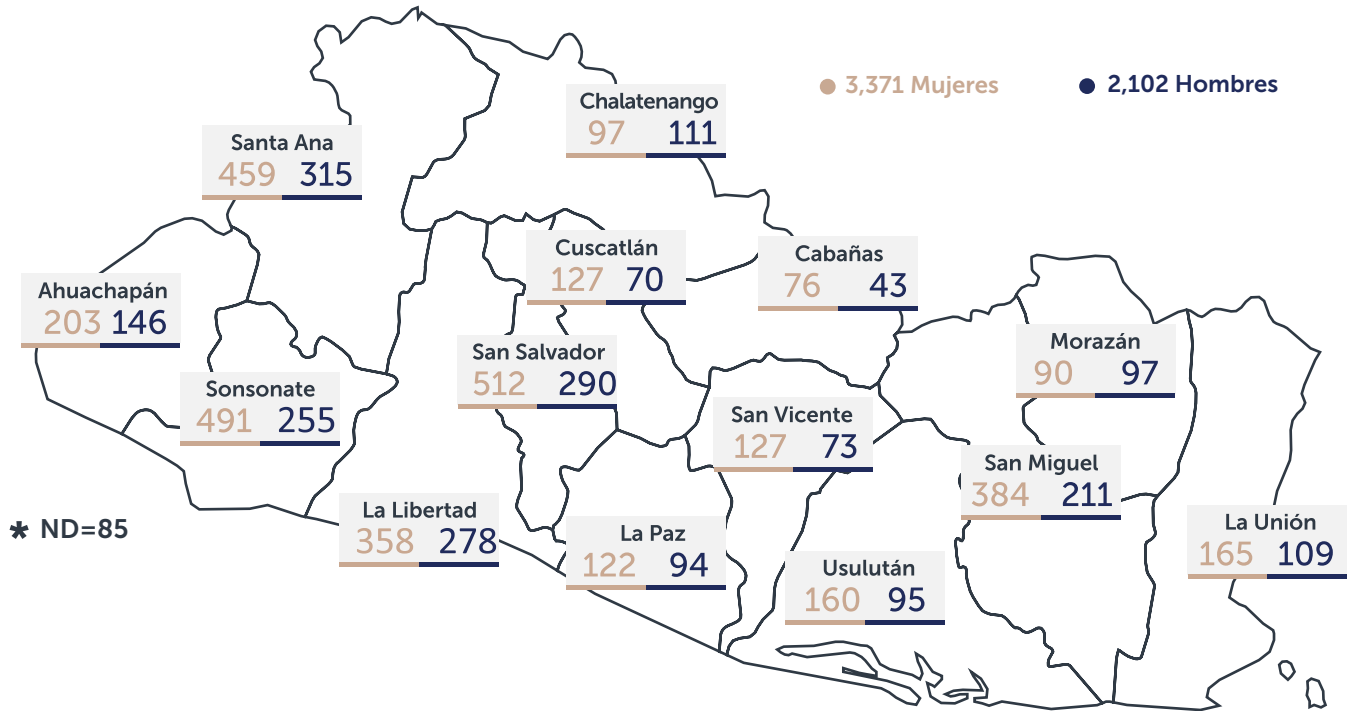 3,371 Mujeres
2,102 Hombres
Chalatenango
97 111
Santa Ana
459 315
Cuscatlán
127 70
Cabañas
76 43
Ahuachapán
203 146
Morazán
90 97
San Salvador
512 290
Sonsonate
491 255
San Vicente
127 73
San Miguel
384 211
La Libertad
358 278
* ND=85
La Paz
122 94
La Unión
165 109
Usulután
160 95